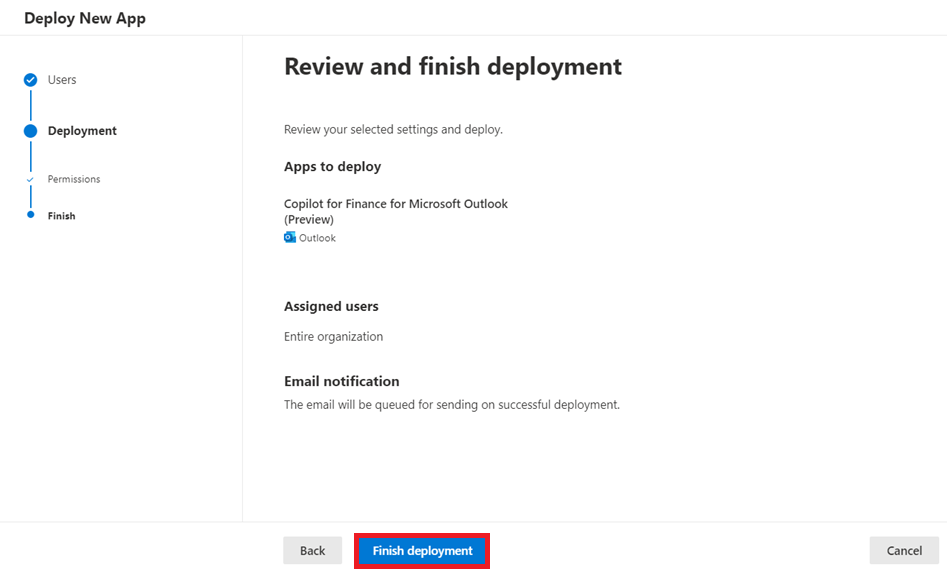 Deploy New App
Users
Deployment
Permissions
Finish
Review and finish deployment
Review your selected settings and deploy.
Apps to deploy
Copilot for Finance for Microsoft Outlook
(Preview)
Outlook
Assigned users
Entire organization
Email notification
The email will be queued for sending on successful deployment.
Back
Finish deployment
Cancel